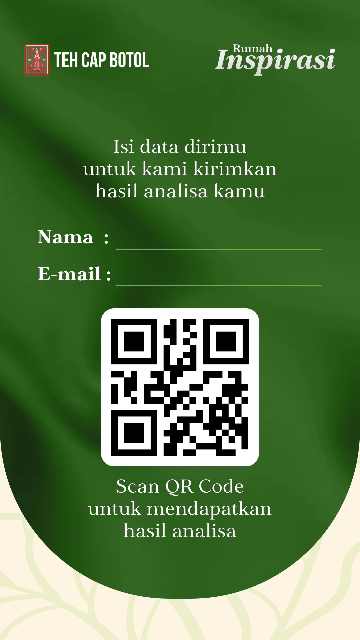 TEH CAP BOTOL
Rumah
Inspirasi
Isi data dirimu
untuk kami kirimkan
hasil analisa kamu
Nama :
E-mail :
Scan QR Code
untuk mendapatkan
hasil analisa